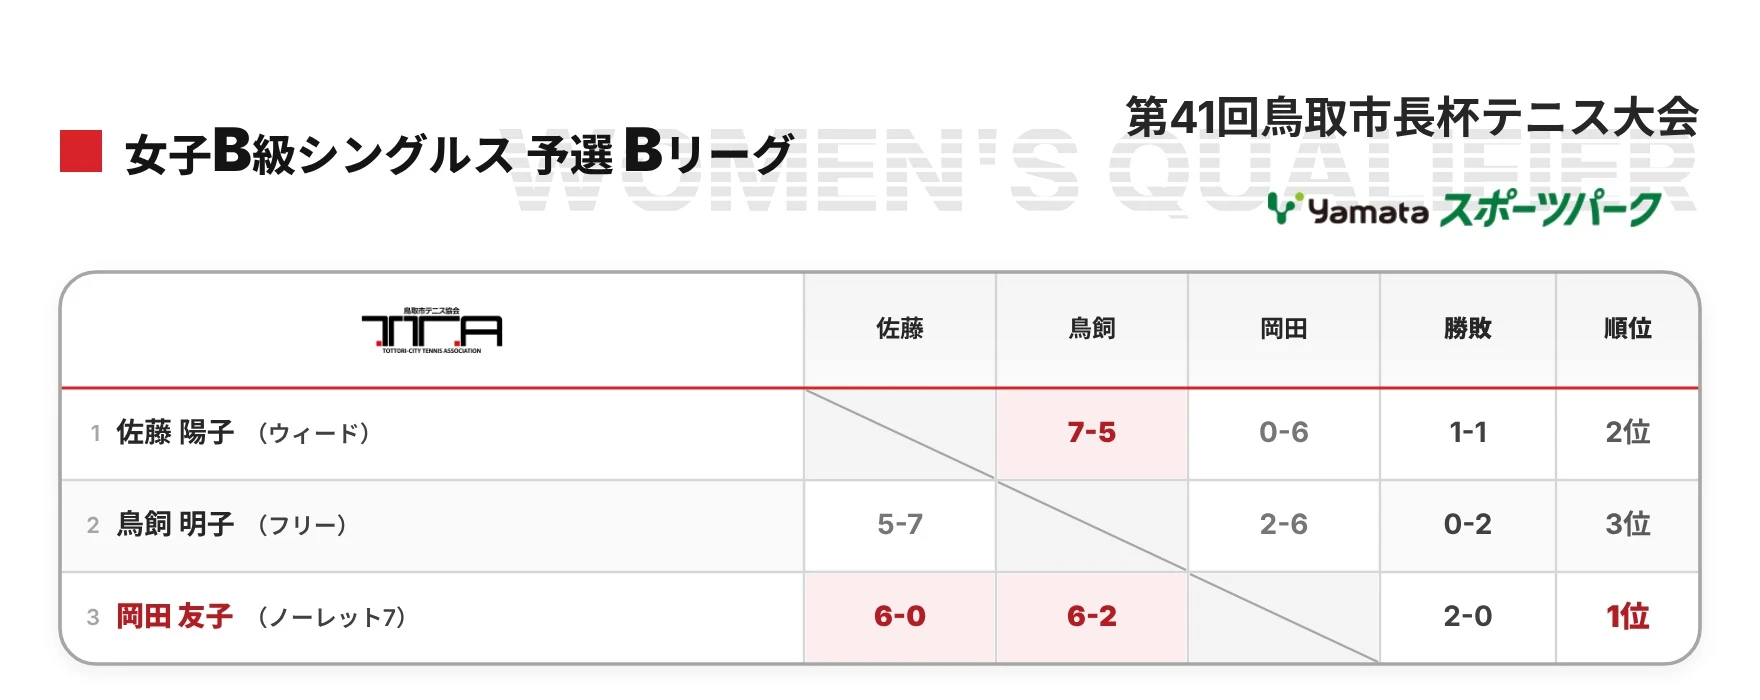 第41回鳥取市長杯テニス大会
女子B級シングルス 予選 Bリーグ
WOMEN'S QUALIFIER
Yamata スポーツパーク
鳥取市テニス協会
TTCA
TOTTORI-CITY TENNIS ASSOCIATION
佐藤 鳥飼 岡田 勝敗 順位
1 佐藤 陽子 （ウィード） 7-5 0-6 1-1 2位
2 鳥飼 明子 （フリー） 5-7 2-6 0-2 3位
3 岡田 友子 （ノーレット7） 6-0 6-2 2-0 1位